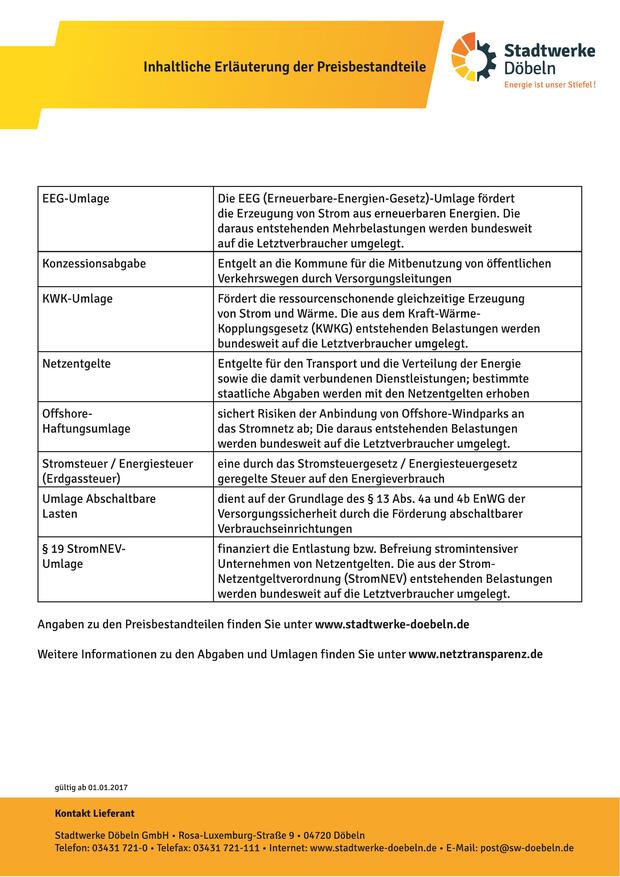 Inhaltliche Erläuterung der Preisbestandteile
Stadtwerke
Döbeln
Energie ist unser Stiefel!
EEG-Umlage
Die EEG (Erneuerbare-Energien-Gesetz)-Umlage fördert
die Erzeugung von Strom aus erneuerbaren Energien. Die
daraus entstehenden Mehrbelastungen werden bundesweit
auf die Letztverbraucher umgelegt.
Konzessionsabgabe
Entgelt an die Kommune für die Mitbenutzung von öffentlichen
Verkehrswegen durch Versorgungsleitungen
KWK-Umlage
Fördert die ressourcenschonende gleichzeitige Erzeugung
von Strom und Wärme. Die aus dem Kraft-Wärme-
Kopplungsgesetz (KWKG) entstehenden Belastungen werden
bundesweit auf die Letztverbraucher umgelegt.
Netzentgelte
Entgelte für den Transport und die Verteilung der Energie
sowie die damit verbundenen Dienstleistungen; bestimmte
staatliche Abgaben werden mit den Netzentgelten erhoben
Offshore-
Haftungsumlage
sichert Risiken der Anbindung von Offshore-Windparks an
das Stromnetz ab; Die daraus entstehenden Belastungen
werden bundesweit auf die Letztverbraucher umgelegt.
Stromsteuer / Energiesteuer
(Erdgassteuer)
eine durch das Stromsteuergesetz / Energiesteuergesetz
geregelte Steuer auf den Energieverbrauch
Umlage Abschaltbare
Lasten
dient auf der Grundlage des § 13 Abs. 4a und 4b EnWG der
Versorgungssicherheit durch die Förderung abschaltbarer
Verbrauchseinrichtungen
§ 19 StromNEV-
Umlage
finanziert die Entlastung bzw. Befreiung stromintensiver
Unternehmen von Netzentgelten. Die aus der Strom-
Netzentgeltverordnung (StromNEV) entstehenden Belastungen
werden bundesweit auf die Letztverbraucher umgelegt.
Angaben zu den Preisbestandteilen finden Sie unter www.stadtwerke-doebeln.de
Weitere Informationen zu den Abgaben und Umlagen finden Sie unter www.netztransparenz.de
gültig ab 01.01.2017
Kontakt Lieferant
Stadtwerke Döbeln GmbH • Rosa-Luxemburg-Straße 9 • 04720 Döbeln
Telefon: 03431 721-0 • Telefax: 03431 721-111 • Internet: www.stadtwerke-doebeln.de • E-Mail: post@sw-doebeln.de